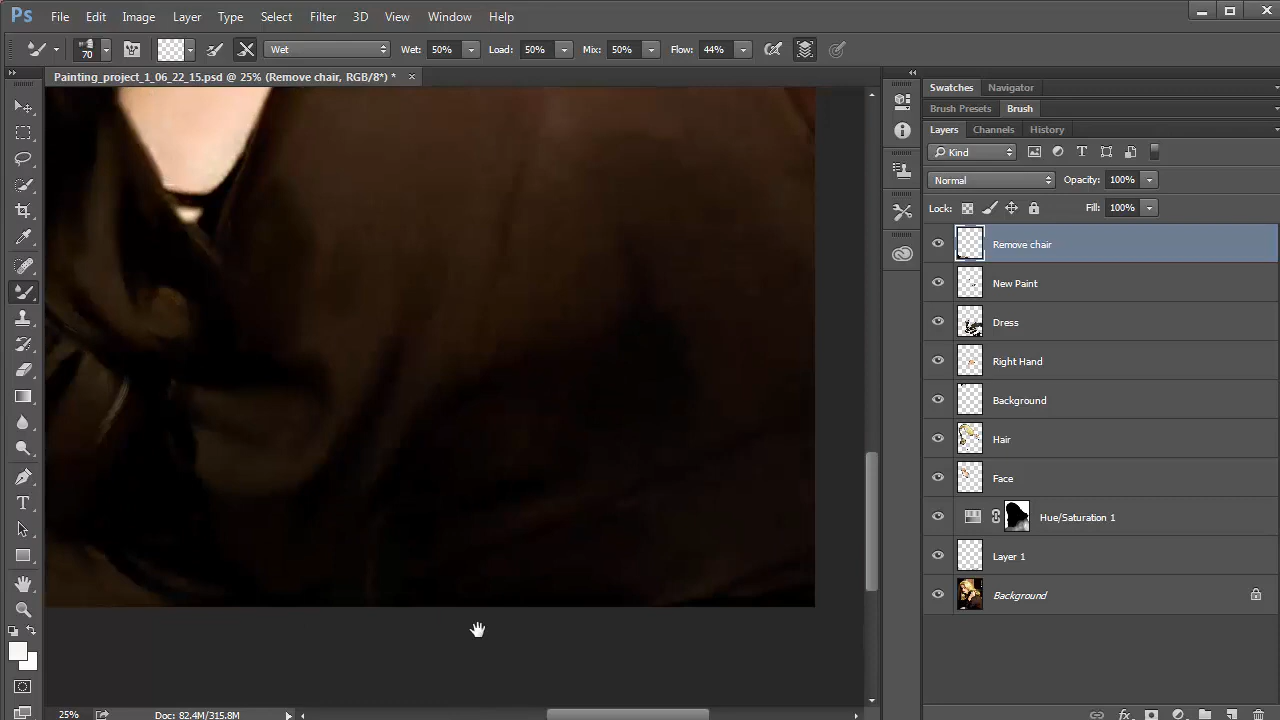 Ps File Edit Image Layer Type Select Filter 3D View Window Help
70 Wet Wet: 50% Load: 50% Mix: 50% Flow: 44%
Painting_project_1_06_22_15.psd @ 25% (Remove chair, RGB/8*) * ×
Swatches Navigator
Brush Presets Brush
Layers Channels History
Kind T
Normal Opacity: 100%
Lock: Fill: 100%
Remove chair
New Paint
Dress
Right Hand
Background
Hair
Face
Hue/Saturation 1
Layer 1
Background
T
25% Doc: 82.4M/315.8M
fx